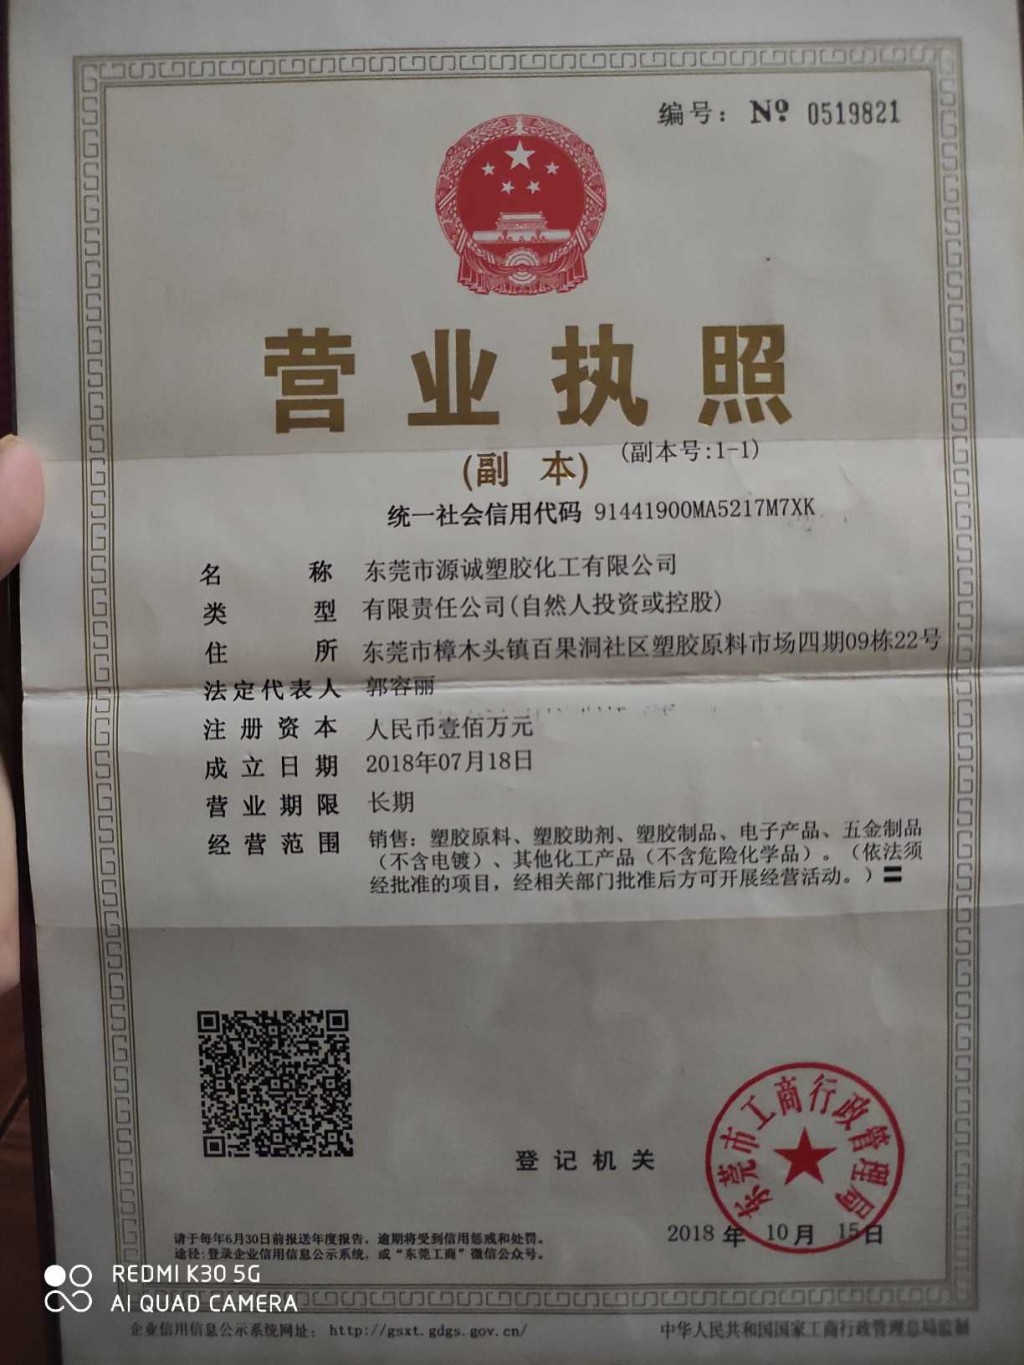 编号: Nº 0519821
营业执照
(副 本) (副本号:1-1)
统一社会信用代码 91441900MA5217M7XK
名 称 东莞市源诚塑胶化工有限公司
类 型 有限责任公司(自然人投资或控股)
住 所 东莞市樟木头镇百果洞社区塑胶原料市场四期09栋22号
法定代表人 郭容丽
注 册 资 本 人民币壹佰万元
成 立 日 期 2018年07月18日
营 业 期 限 长期
经 营 范 围 销售：塑胶原料、塑胶助剂、塑胶制品、电子产品、五金制品
（不含电镀）、其他化工产品（不含危险化学品）。（依法须
经批准的项目，经相关部门批准后方可开展经营活动。）〓
东莞市工商行政管理局
登 记 机 关
2018 年 10 月 15 日
请于每年6月30日前报送年度报告，逾期将受到信用惩戒和处罚。
途径:登录企业信用信息公示系统，或“东莞工商”微信公众号。
REDMI K30 5G
AI QUAD CAMERA
企业信用信息公示系统网址： http://gsxt.gdgs.gov.cn/
中华人民共和国国家工商行政管理总局监制